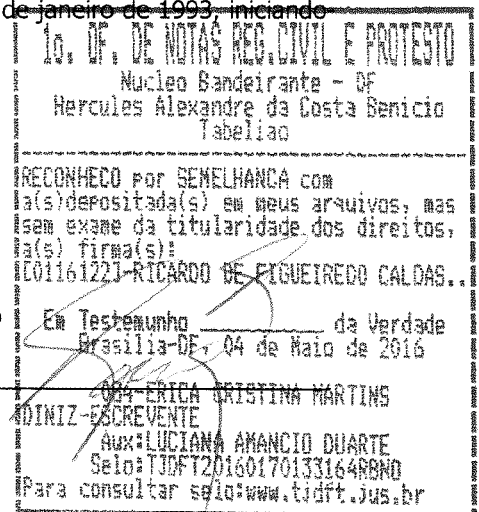 de janeiro de 1993, iniciando
1o. OF. DE NOTAS REG.CIVIL E PROTESTO
Nucleo Bandeirante - DF
Hercules Alexandre da Costa Benicio
Tabeliao
RECONHECO por SEMELHANCA com
a(s)depositada(s) em meus arquivos, mas
sem exame da titularidade dos direitos,
a(s) firma(s):
[0116122]-RICARDO DE FIGUEIREDO CALDAS..
Em Testemunho ____________ da Verdade
Brasilia-DF, 04 de Maio de 2016
084-ERICA CRISTINA MARTINS
DINIZ-ESCREVENTE
Aux:LUCIANA AMANCIO DUARTE
Selo:TJDFT20160170133164RBNO
Para consultar selo:www.tjdft.jus.br